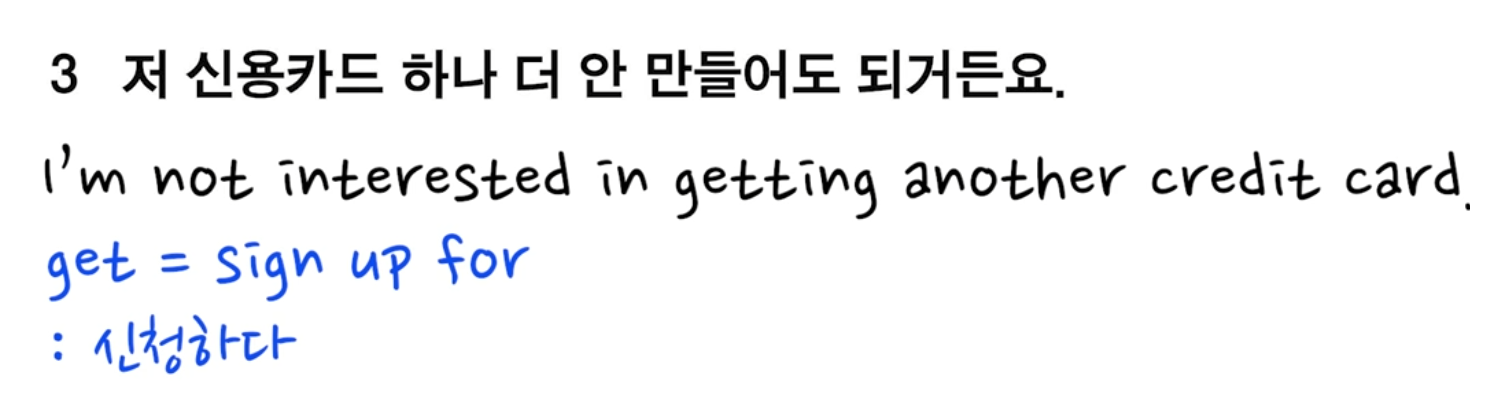 3 저 신용카드 하나 더 안 만들어도 되거든요.
I'm not interested in getting another credit card.
get = sign up for
: 신청하다